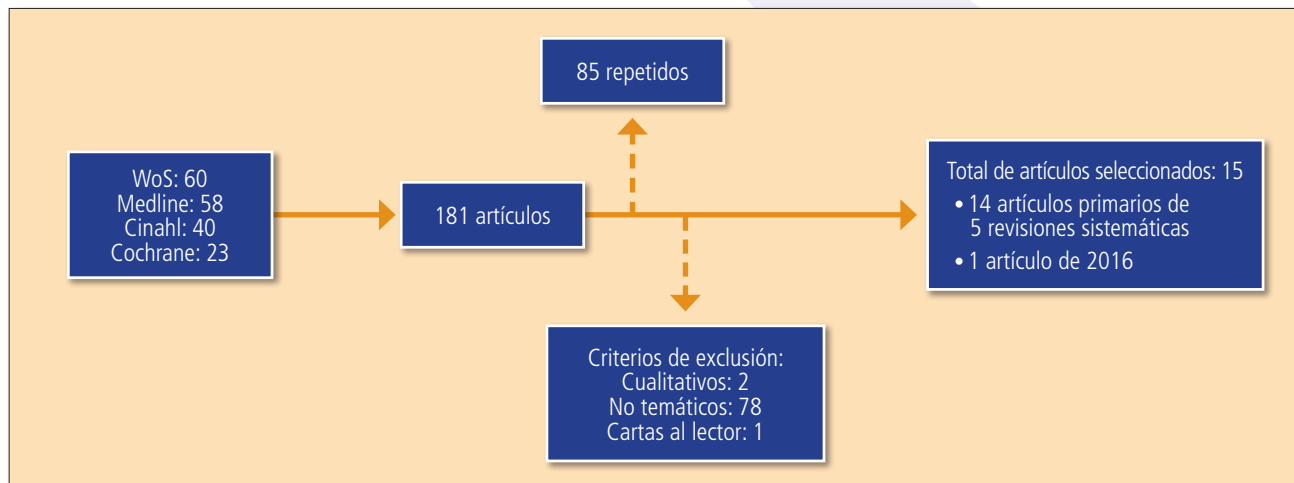 85 repetidos
WoS: 60
Medline: 58
Cinahl: 40
Cochrane: 23
181 artículos
Total de artículos seleccionados: 15
• 14 artículos primarios de
5 revisiones sistemáticas
• 1 artículo de 2016
Criterios de exclusión:
Cualitativos: 2
No temáticos: 78
Cartas al lector: 1